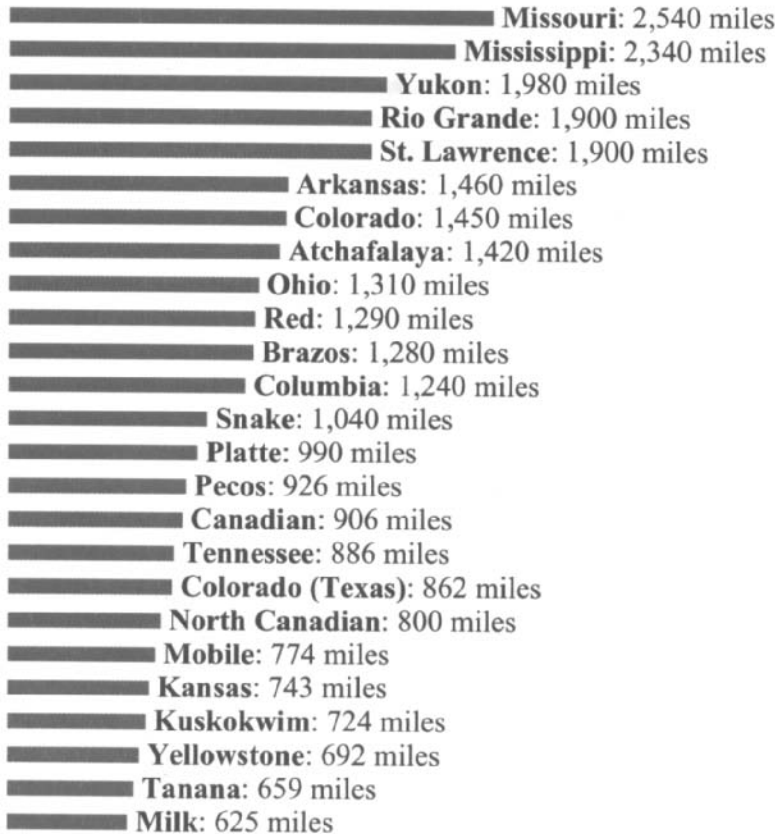 Missouri: 2,540 miles
Mississippi: 2,340 miles
Yukon: 1,980 miles
Rio Grande: 1,900 miles
St. Lawrence: 1,900 miles
Arkansas: 1,460 miles
Colorado: 1,450 miles
Atchafalaya: 1,420 miles
Ohio: 1,310 miles
Red: 1,290 miles
Brazos: 1,280 miles
Columbia: 1,240 miles
Snake: 1,040 miles
Platte: 990 miles
Pecos: 926 miles
Canadian: 906 miles
Tennessee: 886 miles
Colorado (Texas): 862 miles
North Canadian: 800 miles
Mobile: 774 miles
Kansas: 743 miles
Kuskokwim: 724 miles
Yellowstone: 692 miles
Tanana: 659 miles
Milk: 625 miles